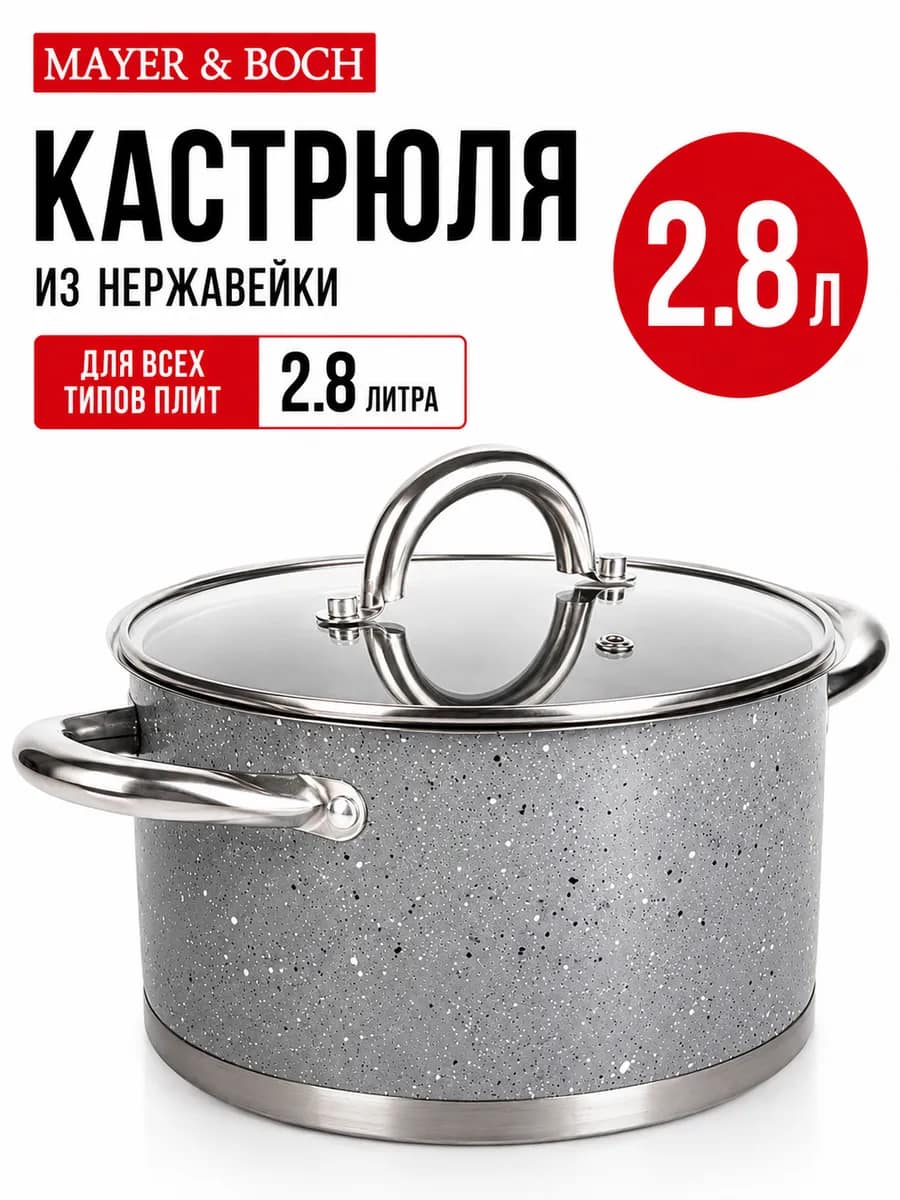 MAYER & BOCH
КАСТРЮЛЯ
ИЗ НЕРЖАВЕЙКИ
2.8 Л
ДЛЯ ВСЕХ
ТИПОВ ПЛИТ
2.8 ЛИТРА